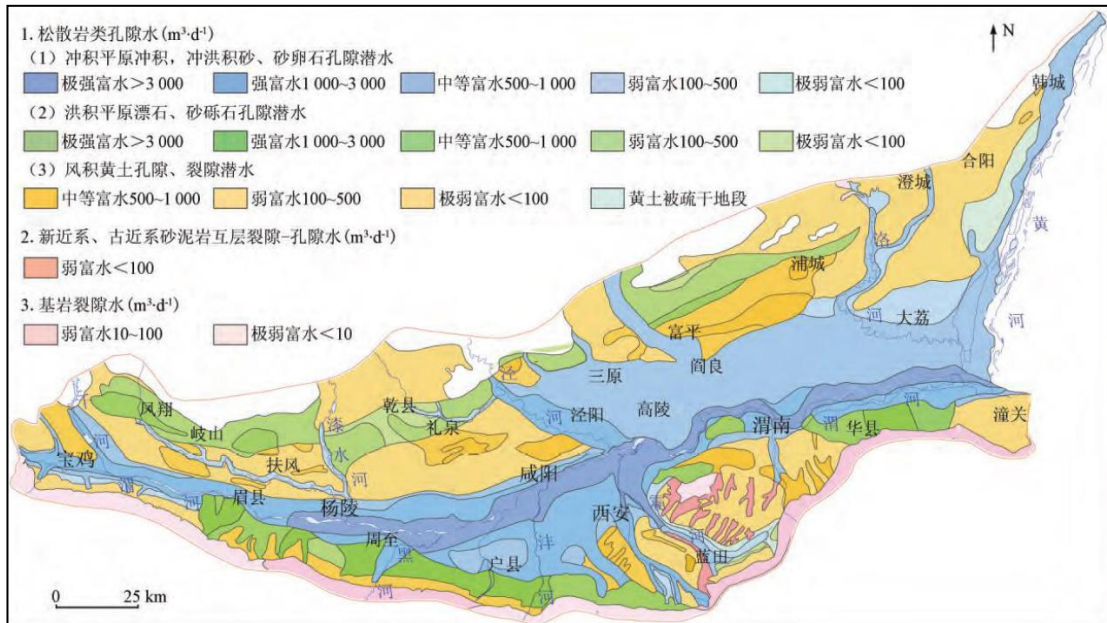 1. 松散岩类孔隙水(m³·d⁻¹)
(1) 冲积平原冲积，冲洪积砂、砂卵石孔隙潜水
极强富水>3 000 强富水1 000~3 000 中等富水500~1 000 弱富水100~500 极弱富水<100
(2) 洪积平原漂石、砂砾石孔隙潜水
极强富水>3 000 强富水1 000~3 000 中等富水500~1 000 弱富水100~500 极弱富水<100
(3) 风积黄土孔隙、裂隙潜水
中等富水500~1 000 弱富水100~500 极弱富水<100 黄土被疏干地段
2. 新近系、古近系砂泥岩互层裂隙-孔隙水(m³·d⁻¹)
弱富水<100
3. 基岩裂隙水(m³·d⁻¹)
弱富水10~100 极弱富水<10
N
韩城
合阳
澄城
黄
河
洛
河
浦城
大荔
富平
阎良
三原
泾
河
泾阳
高陵
乾县
礼泉
漆
水
河
凤翔
岐山
扶风
汧
河
宝鸡
渭
河
眉县
杨陵
咸阳
渭南
渭
河
华县
潼关
周至
黑
河
户县
沣
河
西安
灞
河
蓝田
0 25 km